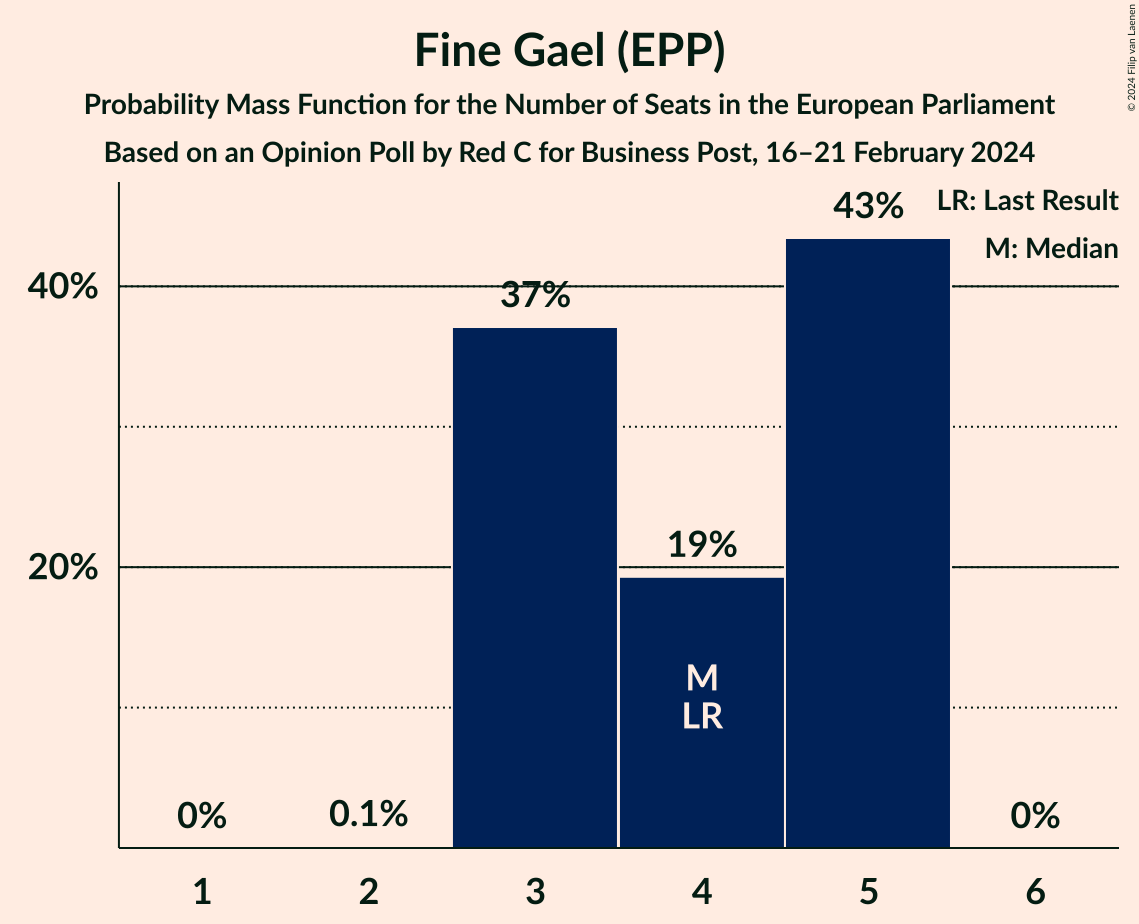 Fine Gael (EPP)
Probability Mass Function for the Number of Seats in the European Parliament
Based on an Opinion Poll by Red C for Business Post, 16–21 February 2024
© 2024 Filip van Laenen
LR: Last Result
M: Median
43%
40%
37%
20%
19%
M
LR
0%
0.1%
0%
1 2 3 4 5 6